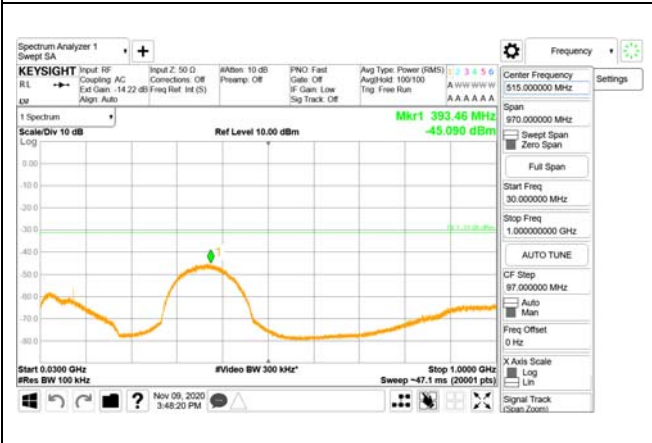 Spectrum Analyzer 1
Swept SA
+
Frequency
KEYSIGHT
RL
Input: RF
Coupling: AC
Ext Gain: -14.22 dB
Align: Auto
Input Z: 50 Ω
Corrections: Off
Freq Ref: Int (S)
#Atten: 10 dB
Preamp: Off
PNO: Fast
Gate: Off
IF Gain: Low
Sig Track: Off
Avg Type: Power (RMS)
Avg|Hold: 100/100
Trig: Free Run
1 2 3 4 5 6
A W W W W W
A A A A A A
Center Frequency
515.000000 MHz
Settings
Span
970.000000 MHz
Swept Span
Zero Span
Full Span
Start Freq
30.000000 MHz
Stop Freq
1.000000000 GHz
AUTO TUNE
CF Step
97.000000 MHz
Auto
Man
Freq Offset
0 Hz
X Axis Scale
Log
Lin
Signal Track
(Span Zoom)
1 Spectrum
Scale/Div 10 dB
Log
Ref Level 10.00 dBm
Mkr1 393.46 MHz
-45.090 dBm
0.00
-10.0
-20.0
-30.0
-40.0
-50.0
-60.0
-70.0
-80.0
1
Start 0.0300 GHz
#Res BW 100 kHz
#Video BW 300 kHz*
Stop 1.0000 GHz
Sweep ~47.1 ms (20001 pts)
?
Nov 09, 2020
3:48:20 PM